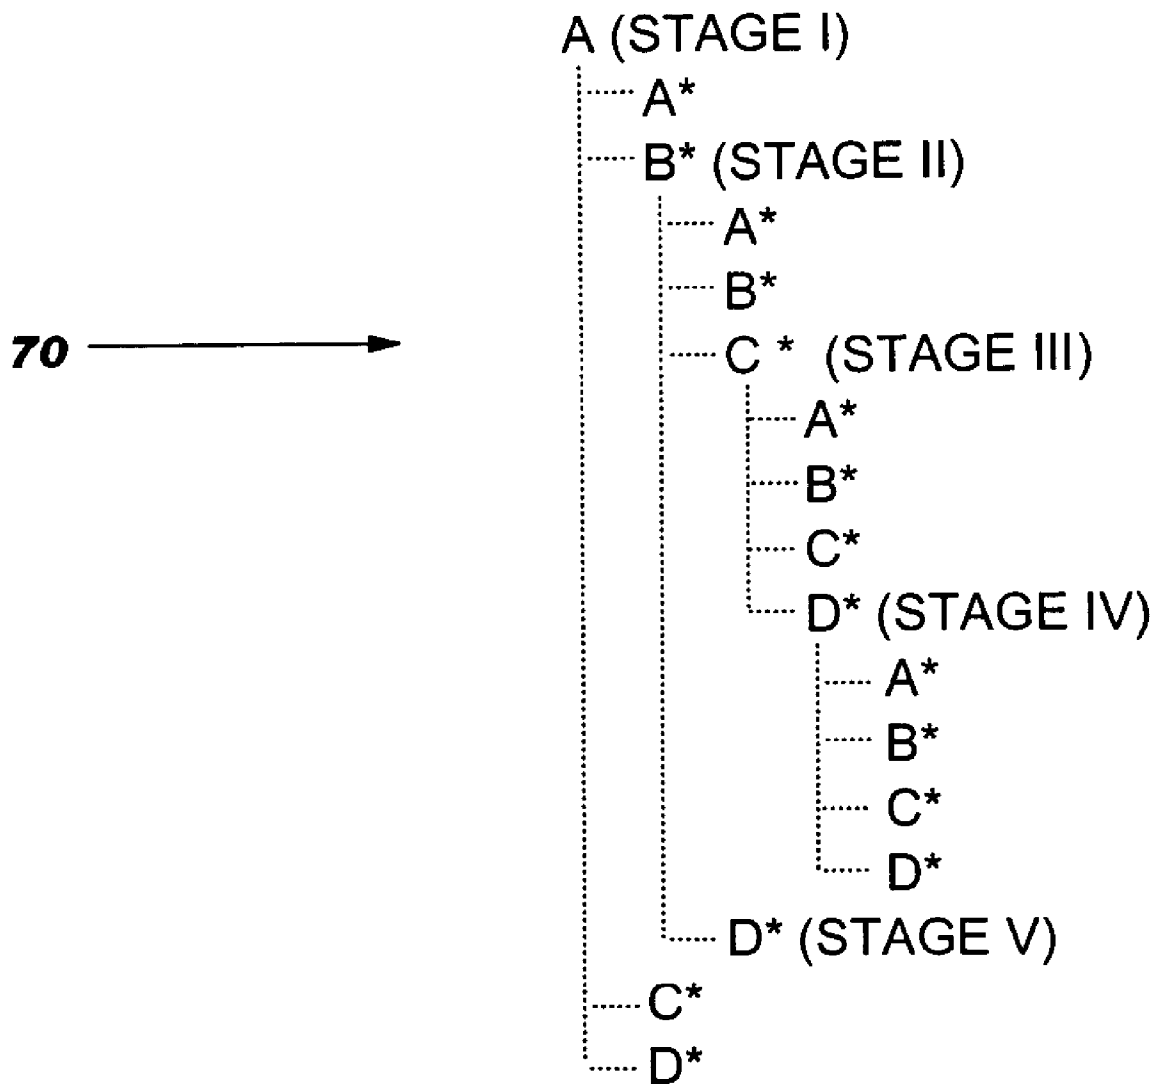 A (STAGE I)
A*
B* (STAGE II)
A*
B*
70
C * (STAGE III)
A*
B*
C*
D* (STAGE IV)
A*
B*
C*
D*
D* (STAGE V)
C*
D*